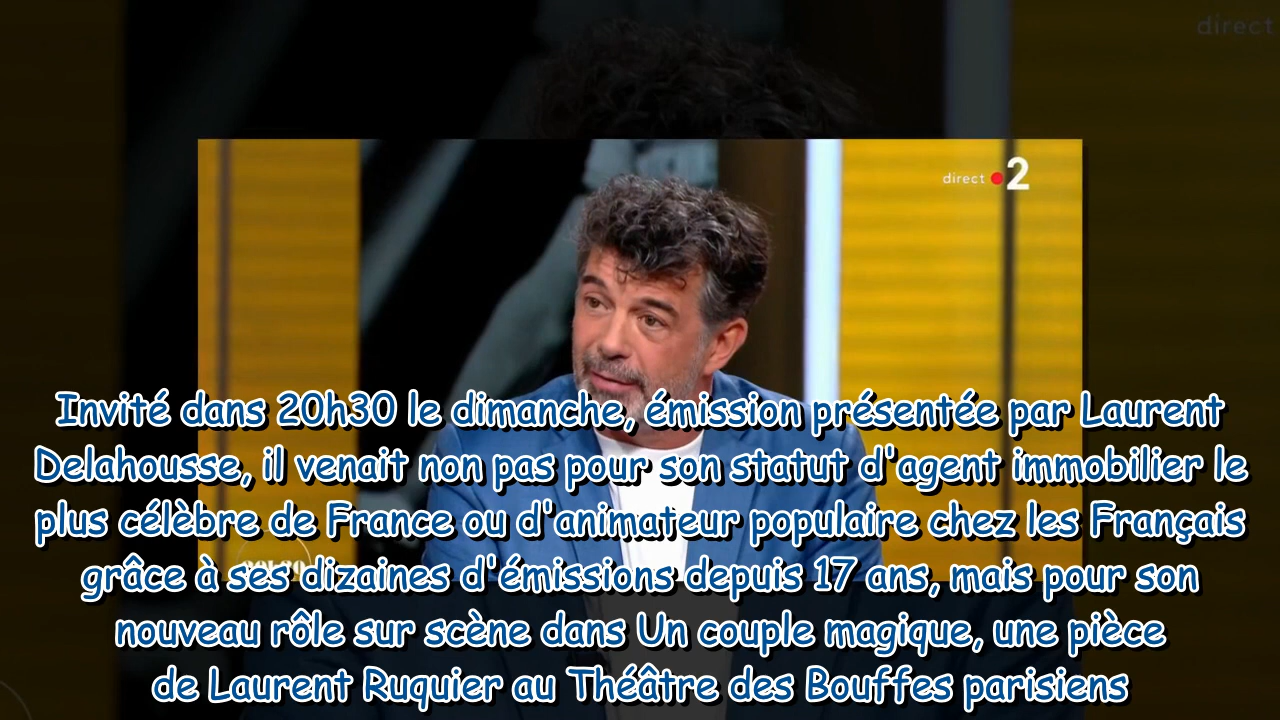 direct
direct 2
Invité dans 20h30 le dimanche, émission présentée par Laurent
Delahousse, il venait non pas pour son statut d'agent immobilier le
plus célèbre de France ou d'animateur populaire chez les Français
grâce à ses dizaines d'émissions depuis 17 ans, mais pour son
nouveau rôle sur scène dans Un couple magique, une pièce
de Laurent Ruquier au Théâtre des Bouffes parisiens